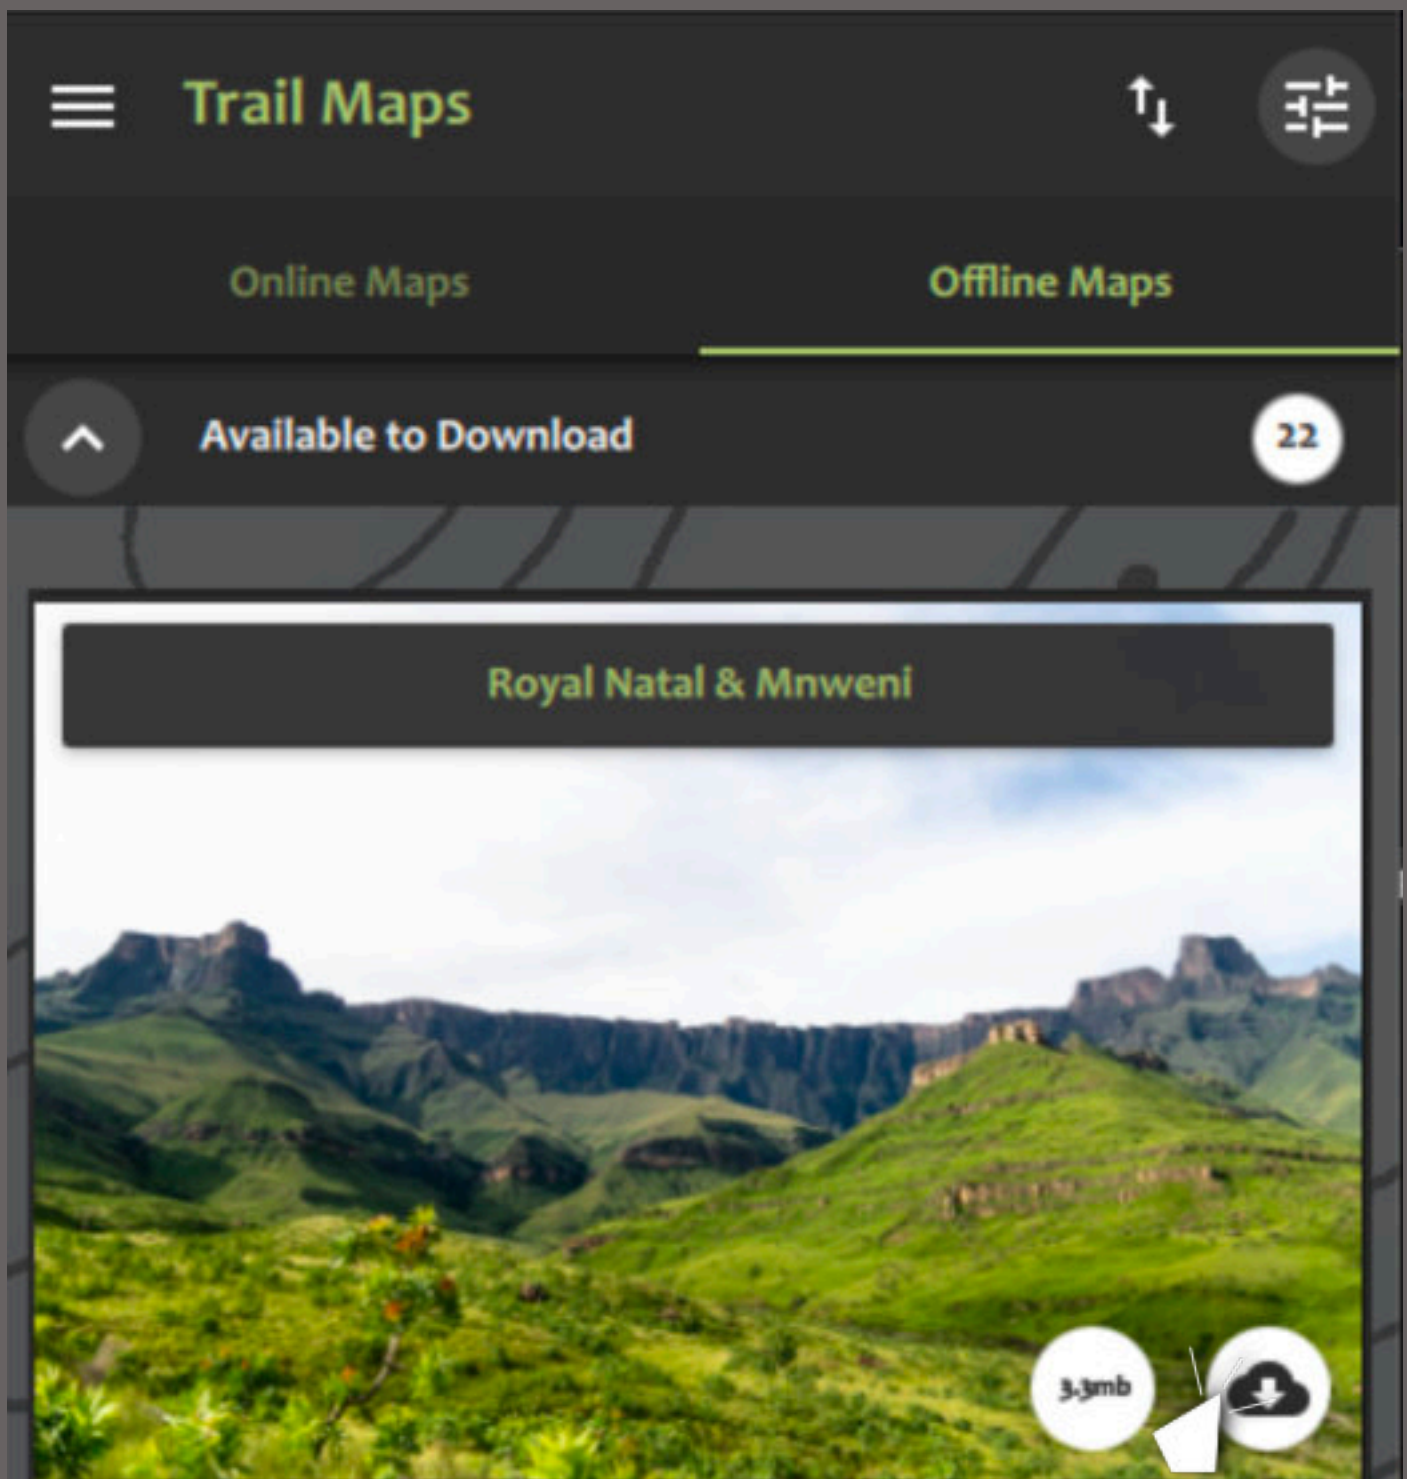 Trail Maps
Online Maps
Offline Maps
Available to Download
22
Royal Natal & Mnweni
3.3mb